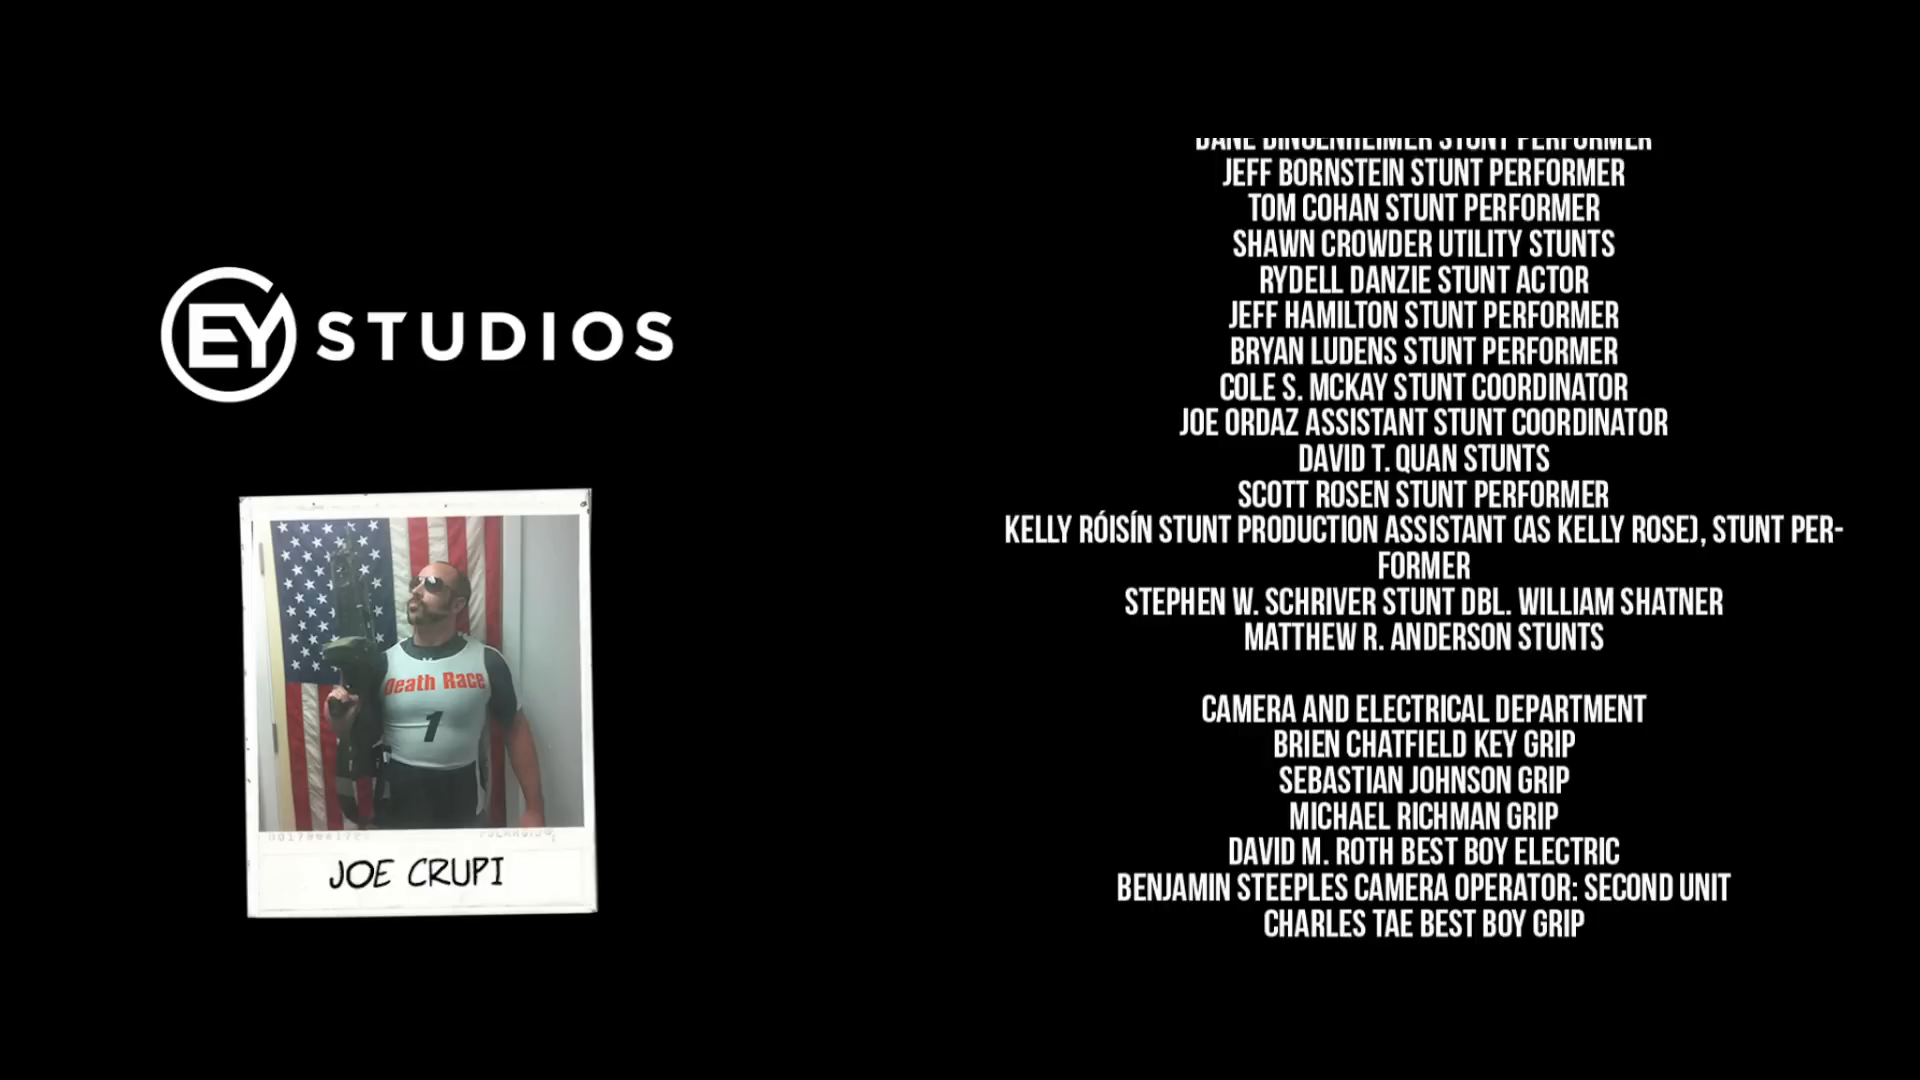 EY STUDIOS
Death Race
1
JOE CRUPI
STUNT PERFORMER
JEFF BORNSTEIN STUNT PERFORMER
TOM COHAN STUNT PERFORMER
SHAWN CROWDER UTILITY STUNTS
RYDELL DANZIE STUNT ACTOR
JEFF HAMILTON STUNT PERFORMER
BRYAN LUDENS STUNT PERFORMER
COLE S. MCKAY STUNT COORDINATOR
JOE ORDAZ ASSISTANT STUNT COORDINATOR
DAVID T. QUAN STUNTS
SCOTT ROSEN STUNT PERFORMER
KELLY RÓISÍN STUNT PRODUCTION ASSISTANT (AS KELLY ROSE), STUNT PER-
FORMER
STEPHEN W. SCHRIVER STUNT DBL. WILLIAM SHATNER
MATTHEW R. ANDERSON STUNTS
CAMERA AND ELECTRICAL DEPARTMENT
BRIEN CHATFIELD KEY GRIP
SEBASTIAN JOHNSON GRIP
MICHAEL RICHMAN GRIP
DAVID M. ROTH BEST BOY ELECTRIC
BENJAMIN STEEPLES CAMERA OPERATOR: SECOND UNIT
CHARLES TAE BEST BOY GRIP